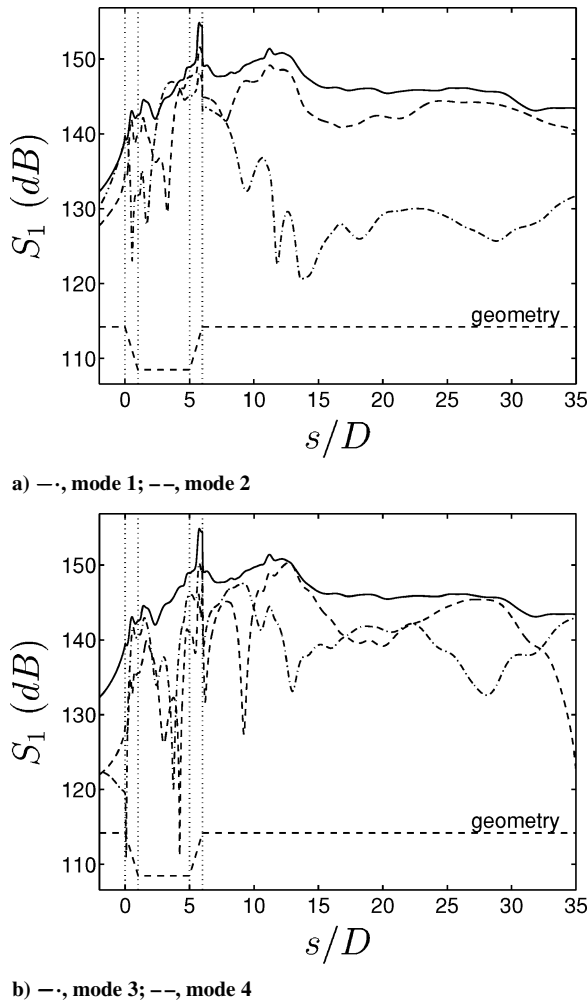 150
140
130
120
110
S₁ (dB)
geometry
0 5 10 15 20 25 30 35
s/D
a) —·, mode 1; ––, mode 2
150
140
130
120
110
S₁ (dB)
geometry
0 5 10 15 20 25 30 35
s/D
b) —·, mode 3; ––, mode 4